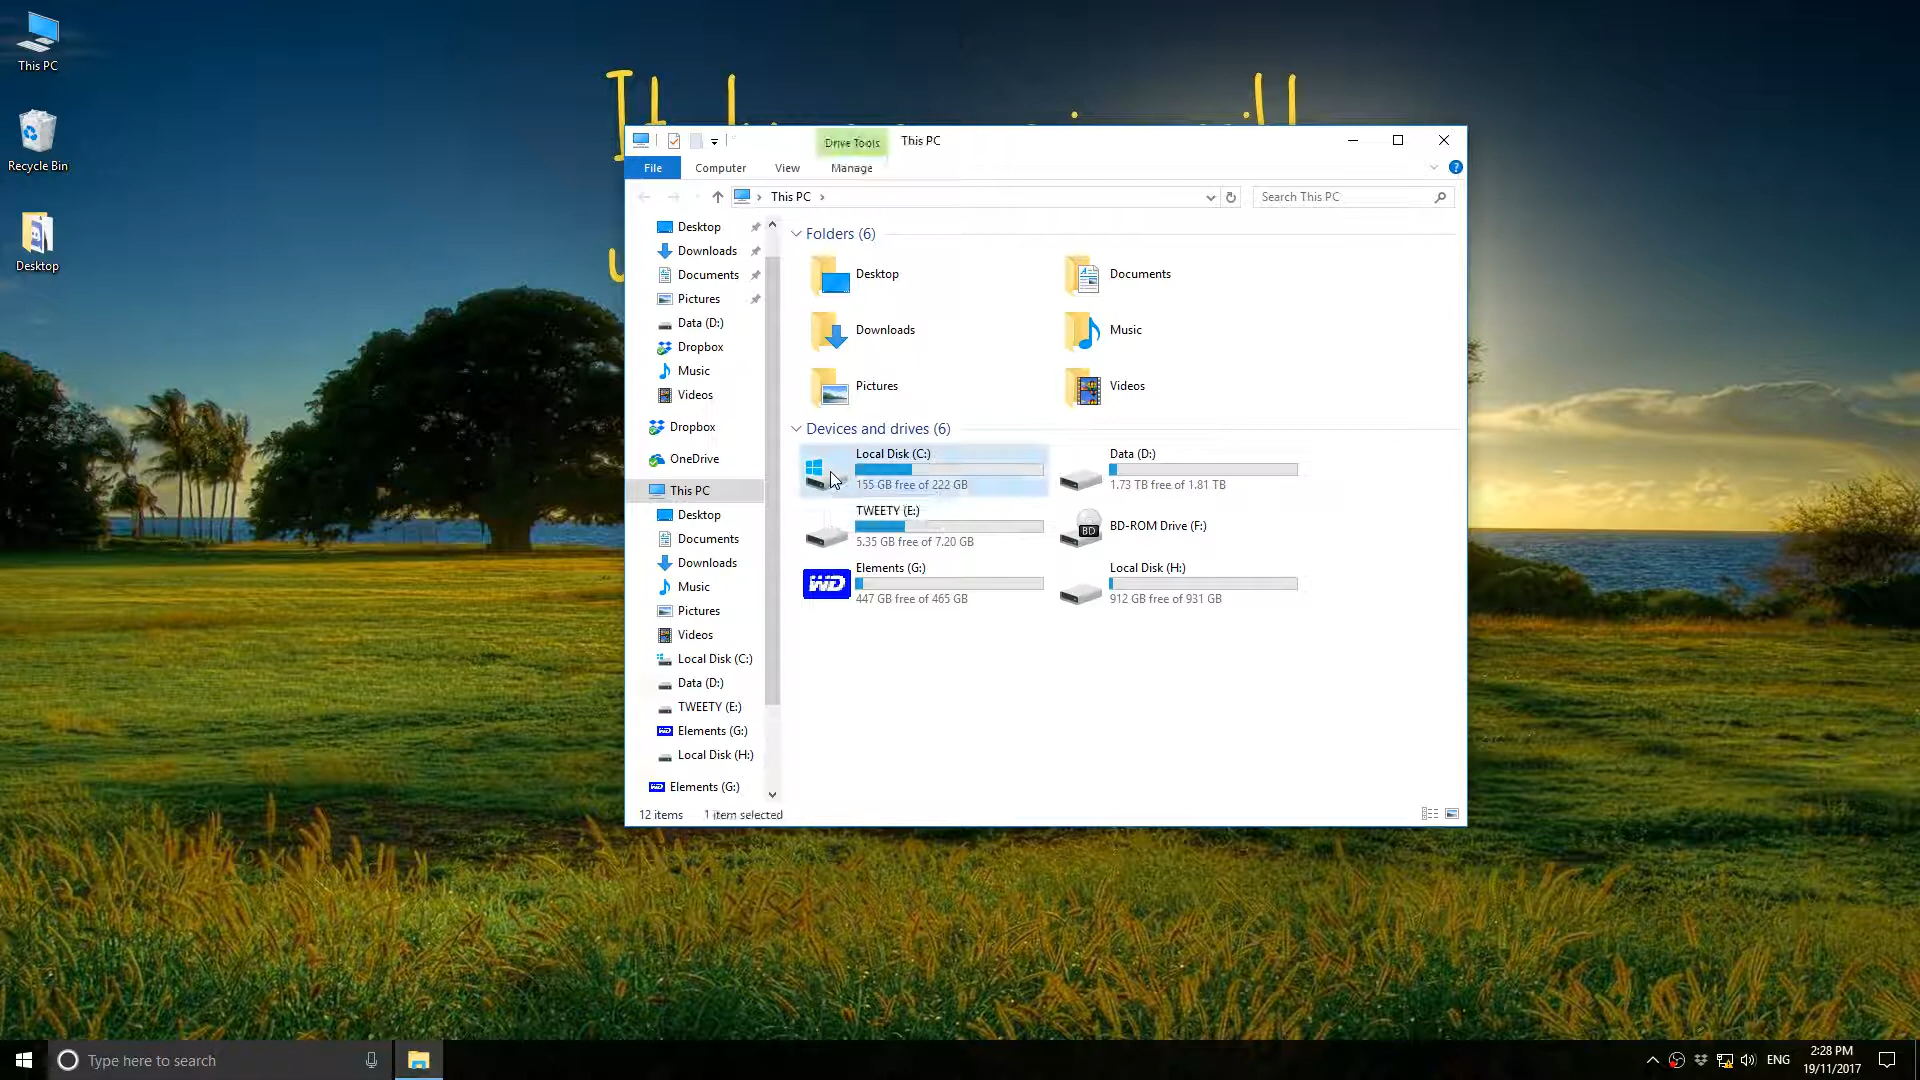 This PC
Recycle Bin
Desktop
Drive Tools
This PC
File
Computer
View
Manage
This PC
Search This PC
Desktop
Downloads
Documents
Pictures
Data (D:)
Dropbox
Music
Videos
Dropbox
OneDrive
This PC
Desktop
Documents
Downloads
Music
Pictures
Videos
Local Disk (C:)
Data (D:)
TWEETY (E:)
Elements (G:)
Local Disk (H:)
Elements (G:)
Folders (6)
Desktop
Documents
Downloads
Music
Pictures
Videos
Devices and drives (6)
Local Disk (C:)
155 GB free of 222 GB
Data (D:)
1.73 TB free of 1.81 TB
TWEETY (E:)
5.35 GB free of 7.20 GB
BD-ROM Drive (F:)
BD
WD
Elements (G:)
447 GB free of 465 GB
Local Disk (H:)
912 GB free of 931 GB
12 items
1 item selected
Type here to search
ENG
2:28 PM
19/11/2017